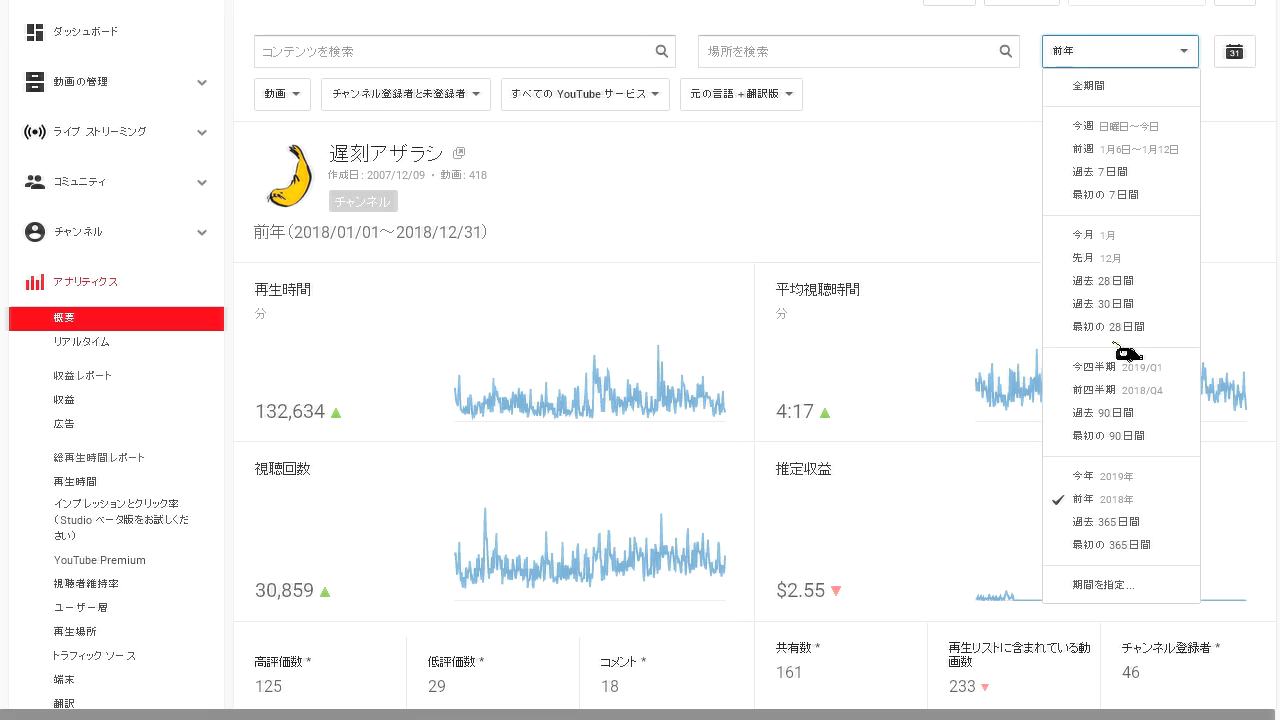 ダッシュボード
動画の管理
ライブ ストリーミング
コミュニティ
チャンネル
アナリティクス
概要
リアルタイム
収益レポート
収益
広告
総再生時間レポート
再生時間
インプレッションとクリック率
（Studio ベータ版をお試しくだ
さい）
YouTube Premium
視聴者維持率
ユーザー層
再生場所
トラフィック ソース
端末
翻訳
コンテンツを検索
場所を検索
前年
31
動画
チャンネル登録者と未登録者
すべての YouTube サービス
元の言語 + 翻訳版
遅刻アザラシ
作成日: 2007/12/09 ・ 動画: 418
チャンネル
前年（2018/01/01～2018/12/31）
再生時間
分
132,634
平均視聴時間
分
4:17
視聴回数
30,859
推定収益
$2.55
高評価数 *
125
低評価数 *
29
コメント *
18
共有数 *
161
再生リストに含まれている動
画数
233
チャンネル登録者 *
46
全期間
今週 日曜日～今日
前週 1月6日～1月12日
過去 7日間
最初の 7日間
今月 1月
先月 12月
過去 28日間
過去 30日間
最初の 28日間
今四半期 2019/Q1
前四半期 2018/Q4
過去 90日間
最初の 90日間
今年 2019年
前年 2018年
過去 365日間
最初の 365日間
期間を指定...